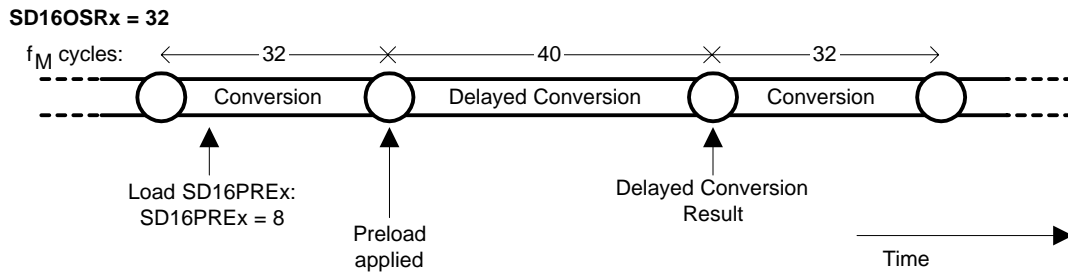 SD16OSRx = 32
fM cycles:
32
40
32
Conversion
Delayed Conversion
Conversion
Load SD16PREx:
SD16PREx = 8
Preload
applied
Delayed Conversion
Result
Time